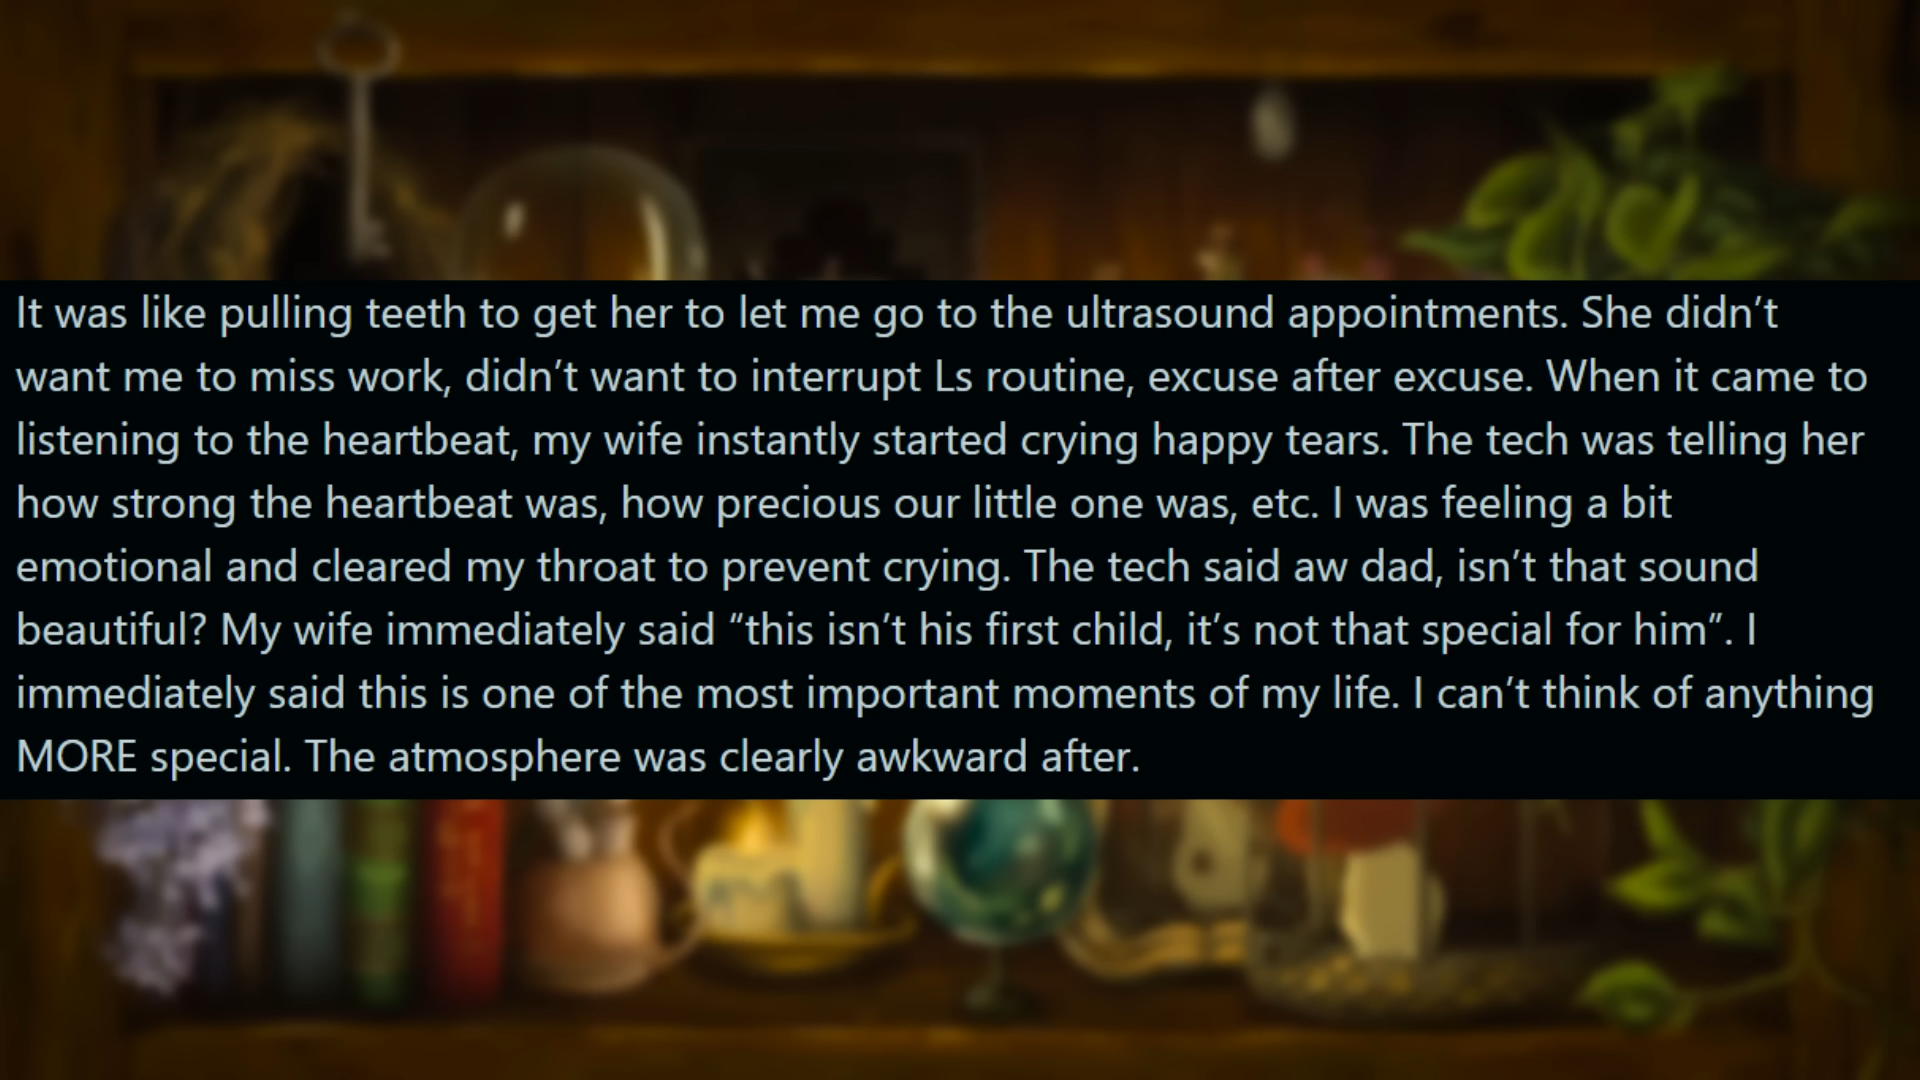 It was like pulling teeth to get her to let me go to the ultrasound appointments. She didn’t
want me to miss work, didn’t want to interrupt Ls routine, excuse after excuse. When it came to
listening to the heartbeat, my wife instantly started crying happy tears. The tech was telling her
how strong the heartbeat was, how precious our little one was, etc. I was feeling a bit
emotional and cleared my throat to prevent crying. The tech said aw dad, isn’t that sound
beautiful? My wife immediately said “this isn’t his first child, it’s not that special for him”. I
immediately said this is one of the most important moments of my life. I can’t think of anything
MORE special. The atmosphere was clearly awkward after.